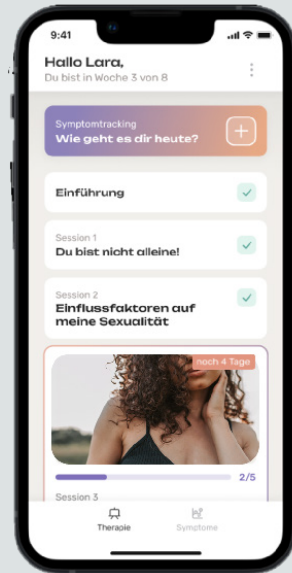 9:41
Hallo Lara,
Du bist in Woche 3 von 8
Symptomtracking
Wie geht es dir heute?
Einführung
Session 1
Du bist nicht alleine!
Session 2
Einflussfaktoren auf
meine Sexualität
noch 4 Tage
2/5
Session 3
Therapie
Symptome